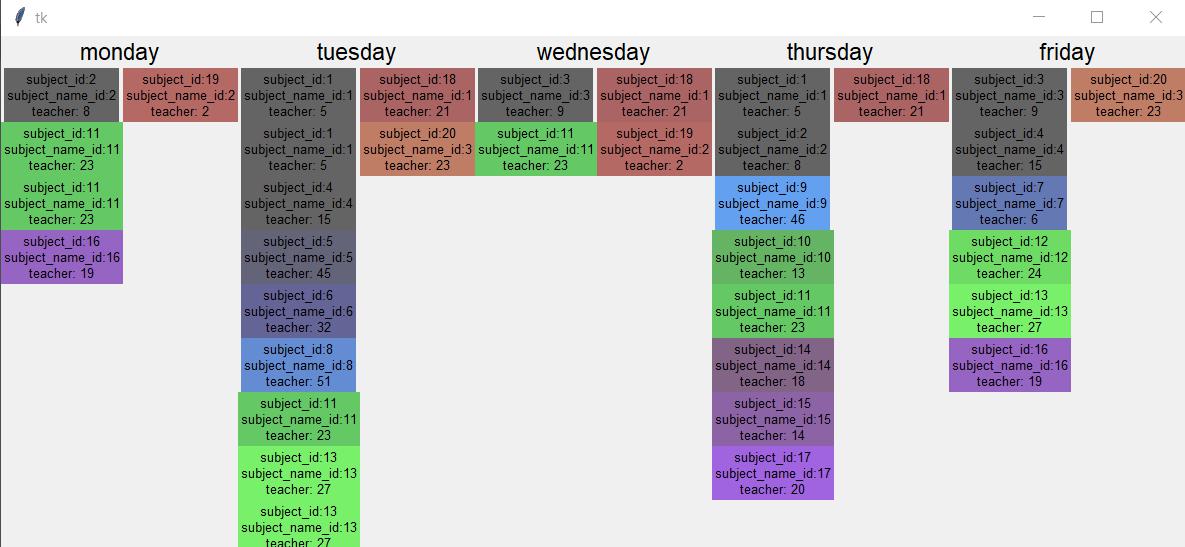 tk
monday
subject_id:2
subject_name_id:2
teacher: 8
subject_id:11
subject_name_id:11
teacher: 23
subject_id:11
subject_name_id:11
teacher: 23
subject_id:16
subject_name_id:16
teacher: 19
subject_id:19
subject_name_id:2
teacher: 2
tuesday
subject_id:1
subject_name_id:1
teacher: 5
subject_id:1
subject_name_id:1
teacher: 5
subject_id:4
subject_name_id:4
teacher: 15
subject_id:5
subject_name_id:5
teacher: 45
subject_id:6
subject_name_id:6
teacher: 32
subject_id:8
subject_name_id:8
teacher: 51
subject_id:11
subject_name_id:11
teacher: 23
subject_id:13
subject_name_id:13
teacher: 27
subject_id:13
subject_name_id:13
teacher: 27
subject_id:18
subject_name_id:1
teacher: 21
subject_id:20
subject_name_id:3
teacher: 23
wednesday
subject_id:3
subject_name_id:3
teacher: 9
subject_id:11
subject_name_id:11
teacher: 23
subject_id:18
subject_name_id:1
teacher: 21
subject_id:19
subject_name_id:2
teacher: 2
thursday
subject_id:1
subject_name_id:1
teacher: 5
subject_id:2
subject_name_id:2
teacher: 8
subject_id:9
subject_name_id:9
teacher: 46
subject_id:10
subject_name_id:10
teacher: 13
subject_id:11
subject_name_id:11
teacher: 23
subject_id:14
subject_name_id:14
teacher: 18
subject_id:15
subject_name_id:15
teacher: 14
subject_id:17
subject_name_id:17
teacher: 20
subject_id:18
subject_name_id:1
teacher: 21
friday
subject_id:3
subject_name_id:3
teacher: 9
subject_id:4
subject_name_id:4
teacher: 15
subject_id:7
subject_name_id:7
teacher: 6
subject_id:12
subject_name_id:12
teacher: 24
subject_id:13
subject_name_id:13
teacher: 27
subject_id:16
subject_name_id:16
teacher: 19
subject_id:20
subject_name_id:3
teacher: 23